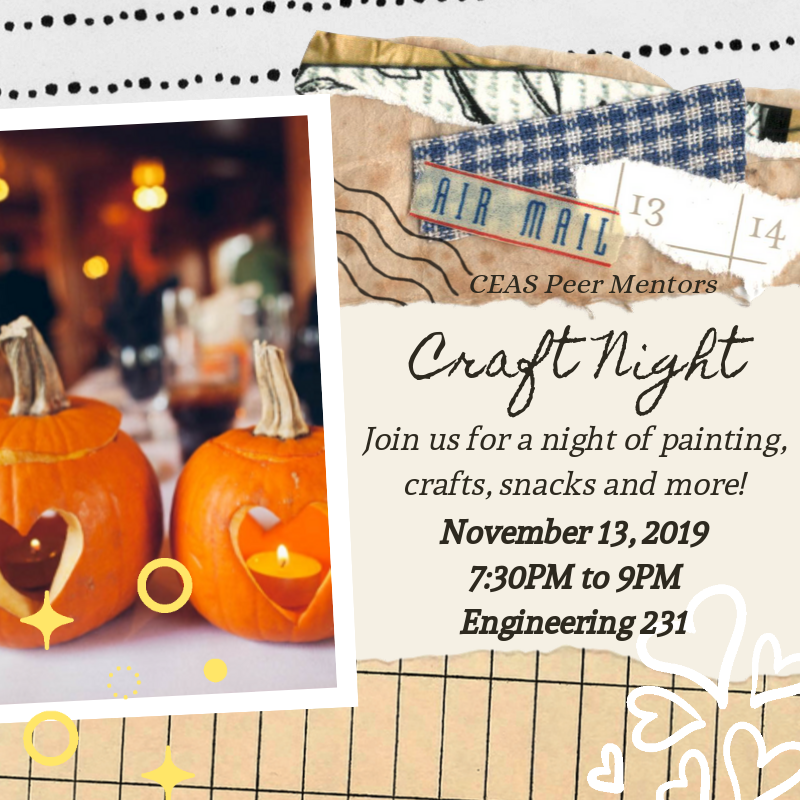 AIR MAIL
13
14
CEAS Peer Mentors
Craft Night
Join us for a night of painting,
crafts, snacks and more!
November 13, 2019
7:30PM to 9PM
Engineering 231